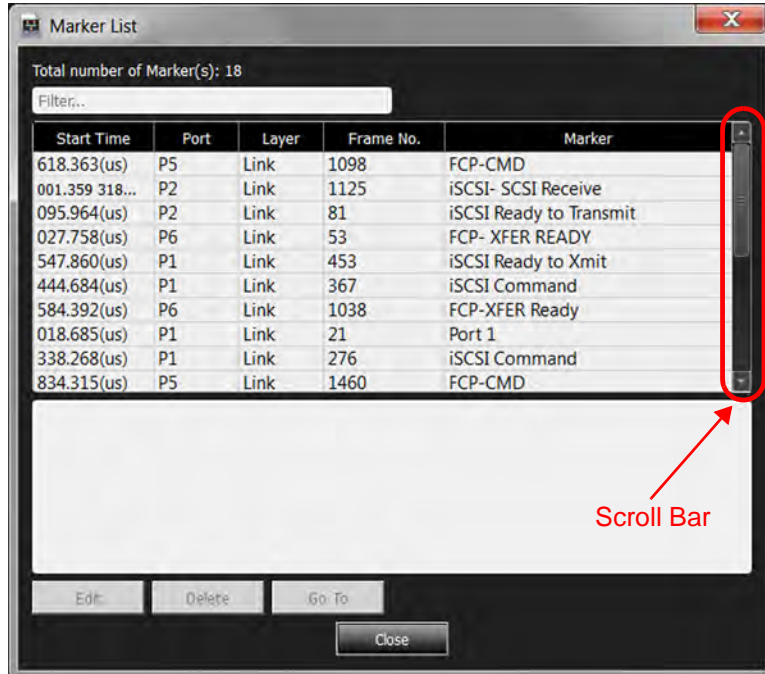 Marker List
X
Total number of Marker(s): 18
Filter...
Start Time Port Layer Frame No. Marker
618.363(us) P5 Link 1098 FCP-CMD
001.359 318... P2 Link 1125 iSCSI- SCSI Receive
095.964(us) P2 Link 81 iSCSI Ready to Transmit
027.758(us) P6 Link 53 FCP- XFER READY
547.860(us) P1 Link 453 iSCSI Ready to Xmit
444.684(us) P1 Link 367 iSCSI Command
584.392(us) P6 Link 1038 FCP-XFER Ready
018.685(us) P1 Link 21 Port 1
338.268(us) P1 Link 276 iSCSI Command
834.315(us) P5 Link 1460 FCP-CMD
Scroll Bar
Edit Delete Go To
Close